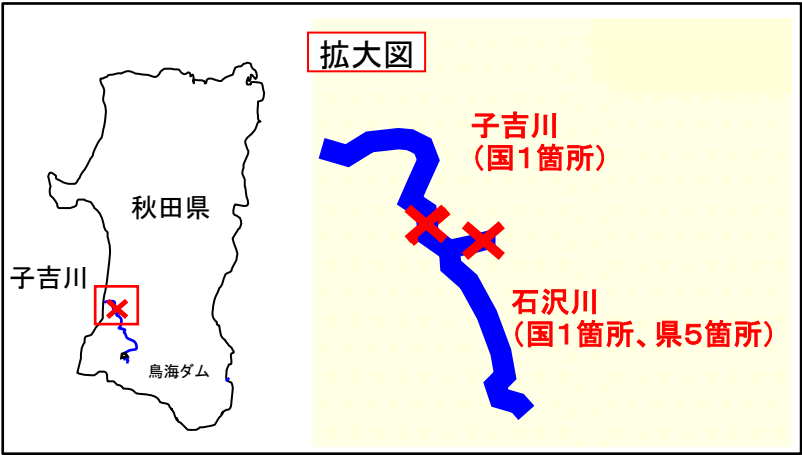 拡大図
子吉川
（国１箇所）
秋田県
子吉川
石沢川
（国１箇所、県５箇所）
鳥海ダム